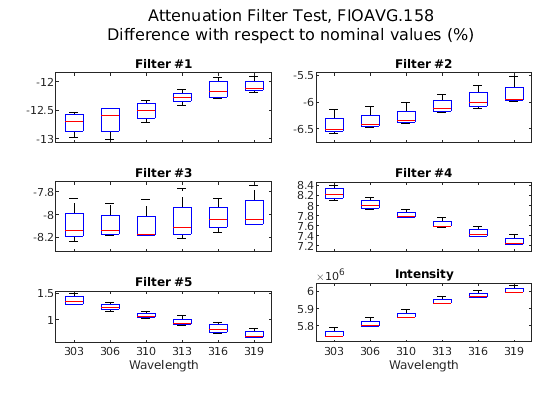 Attenuation Filter Test, FIOAVG.158
Difference with respect to nominal values (%)
Filter #1
-12
-12.5
-13
Filter #2
-5.5
-6
-6.5
Filter #3
-7.8
-8
-8.2
Filter #4
8.4
8.2
8
7.8
7.6
7.4
7.2
Filter #5
1.5
1
303 306 310 313 316 319
Wavelength
Intensity
×10^6
6
5.9
5.8
303 306 310 313 316 319
Wavelength